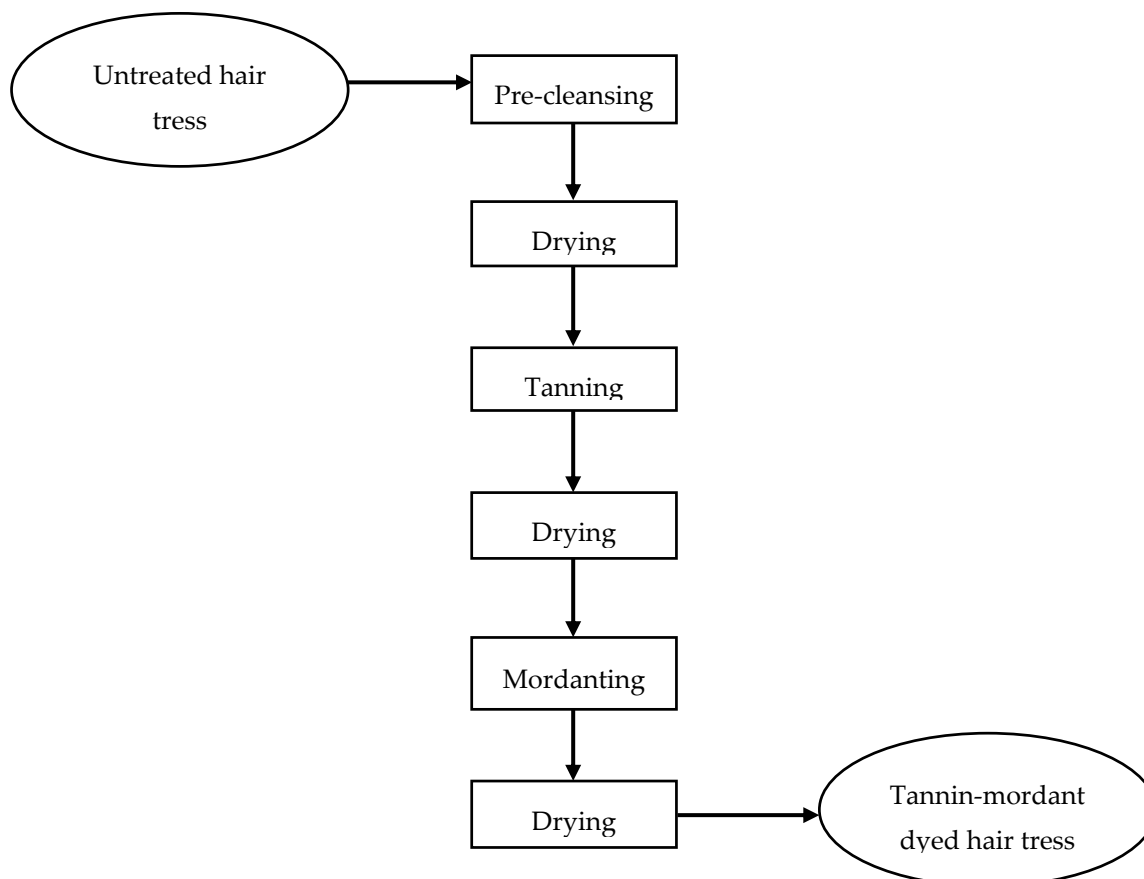 Untreated hair
tress
Pre-cleansing
Drying
Tanning
Drying
Mordanting
Drying
Tannin-mordant
dyed hair tress